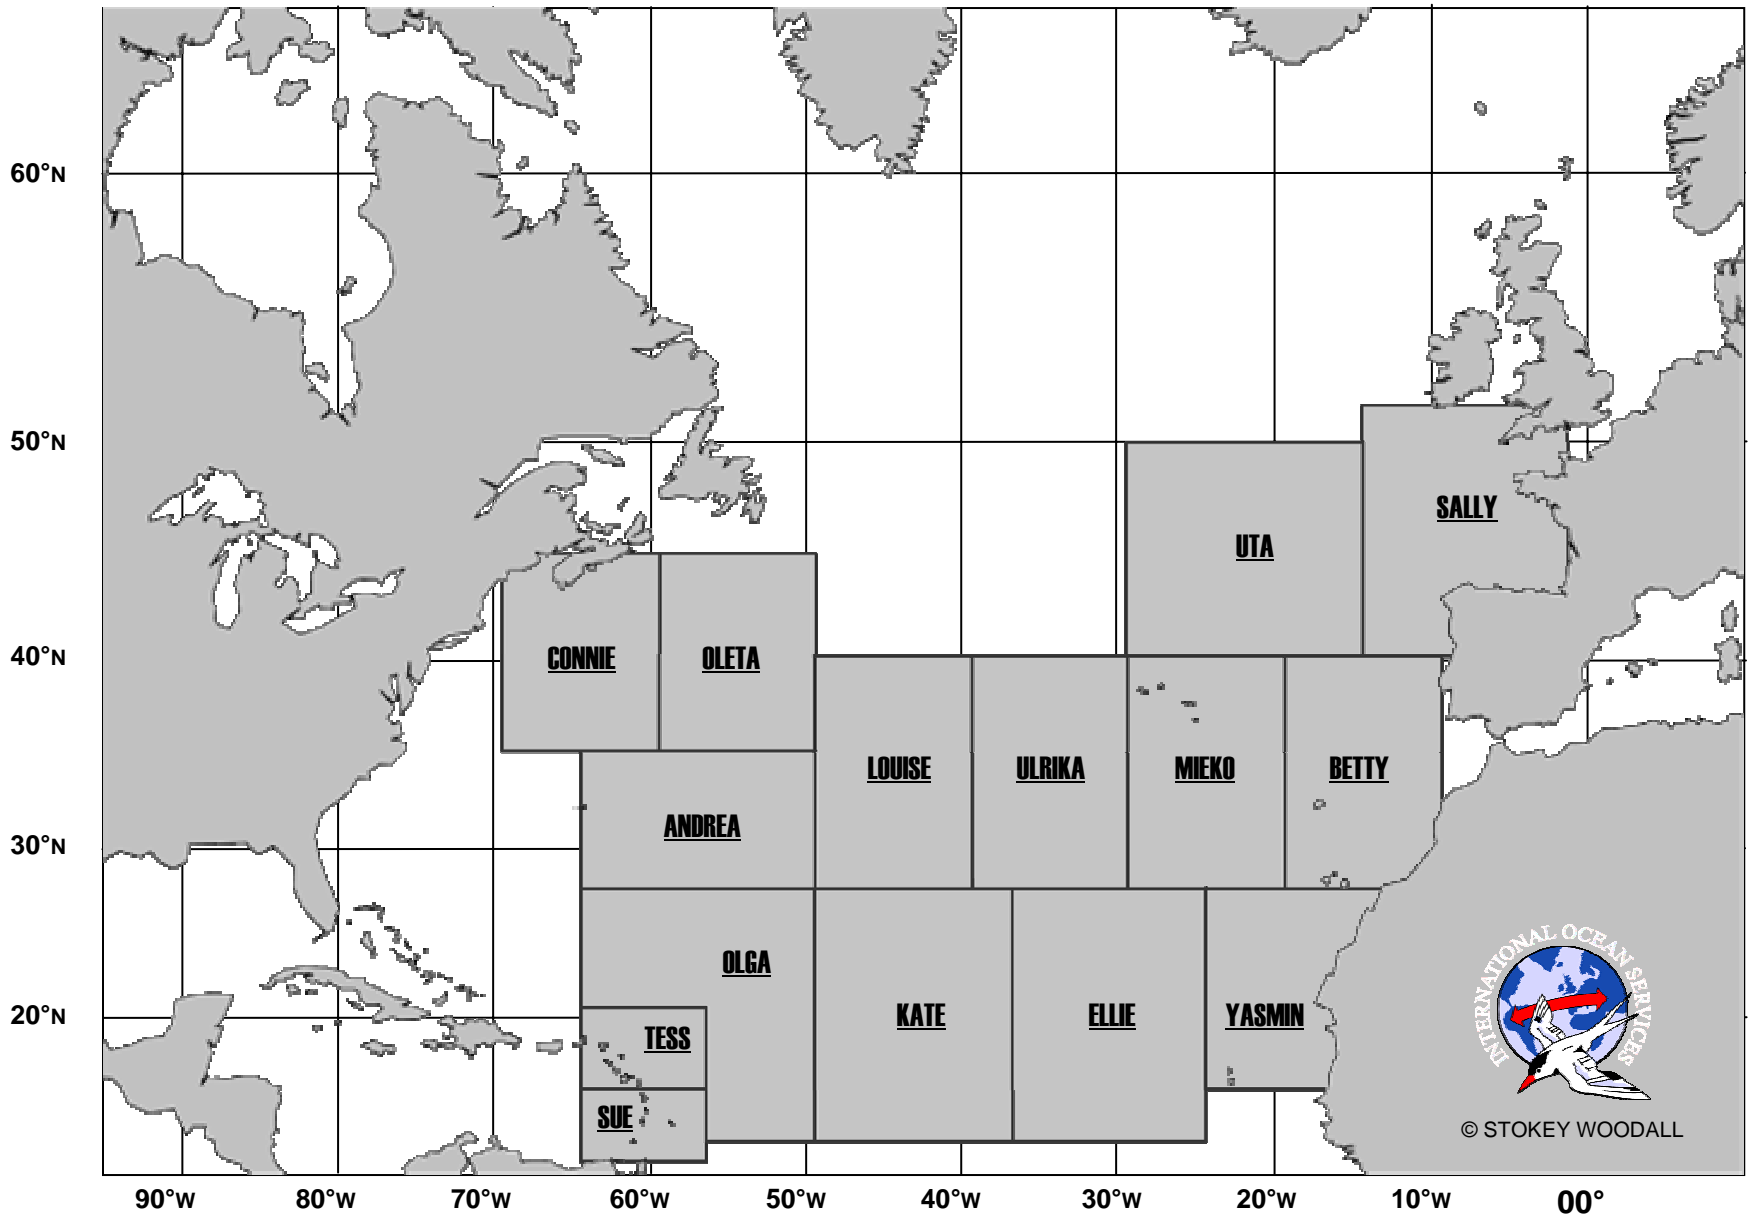 60°N
50°N
SALLY
UTA
40°N
CONNIE
OLETA
LOUISE
ULRIKA
MIEKO
BETTY
ANDREA
30°N
OLGA
INTERNATIONAL OCEAN SERVICES
20°N
KATE
ELLIE
YASMIN
TESS
SUE
© STOKEY WOODALL
90°W
80°W
70°W
60°W
50°W
40°W
30°W
20°W
10°W
00°